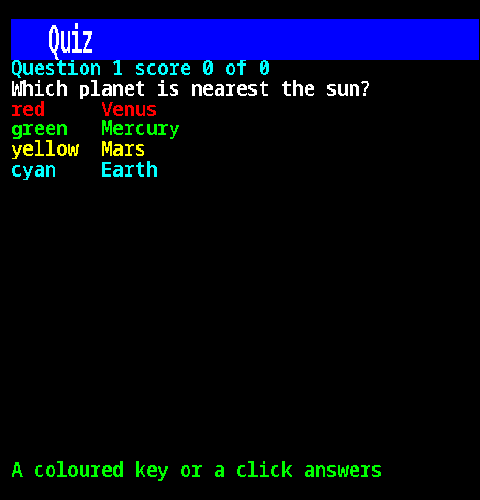 Quiz
Question 1 score 0 of 0
Which planet is nearest the sun?
red Venus
green Mercury
yellow Mars
cyan Earth
A coloured key or a click answers